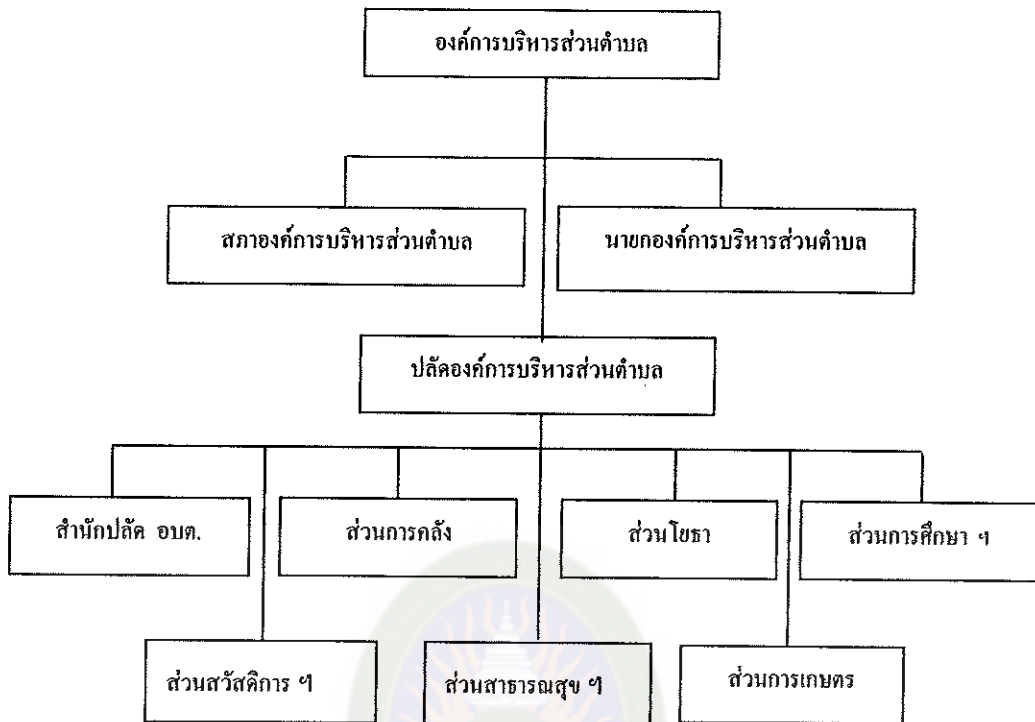 องค์การบริหารส่วนตำบล
สภาองค์การบริหารส่วนตำบล
นายกองค์การบริหารส่วนตำบล
ปลัดองค์การบริหารส่วนตำบล
สำนักปลัด อบต.
ส่วนการคลัง
ส่วนโยธา
ส่วนการศึกษา ฯ
ส่วนสวัสดิการ ฯ
ส่วนสาธารณสุข ฯ
ส่วนการเกษตร